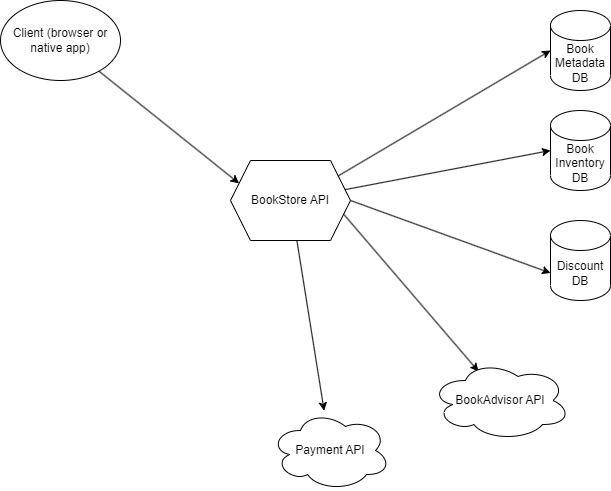 Client (browser or
native app)
Book
Metadata
DB
Book
Inventory
DB
BookStore API
Discount
DB
BookAdvisor API
Payment API